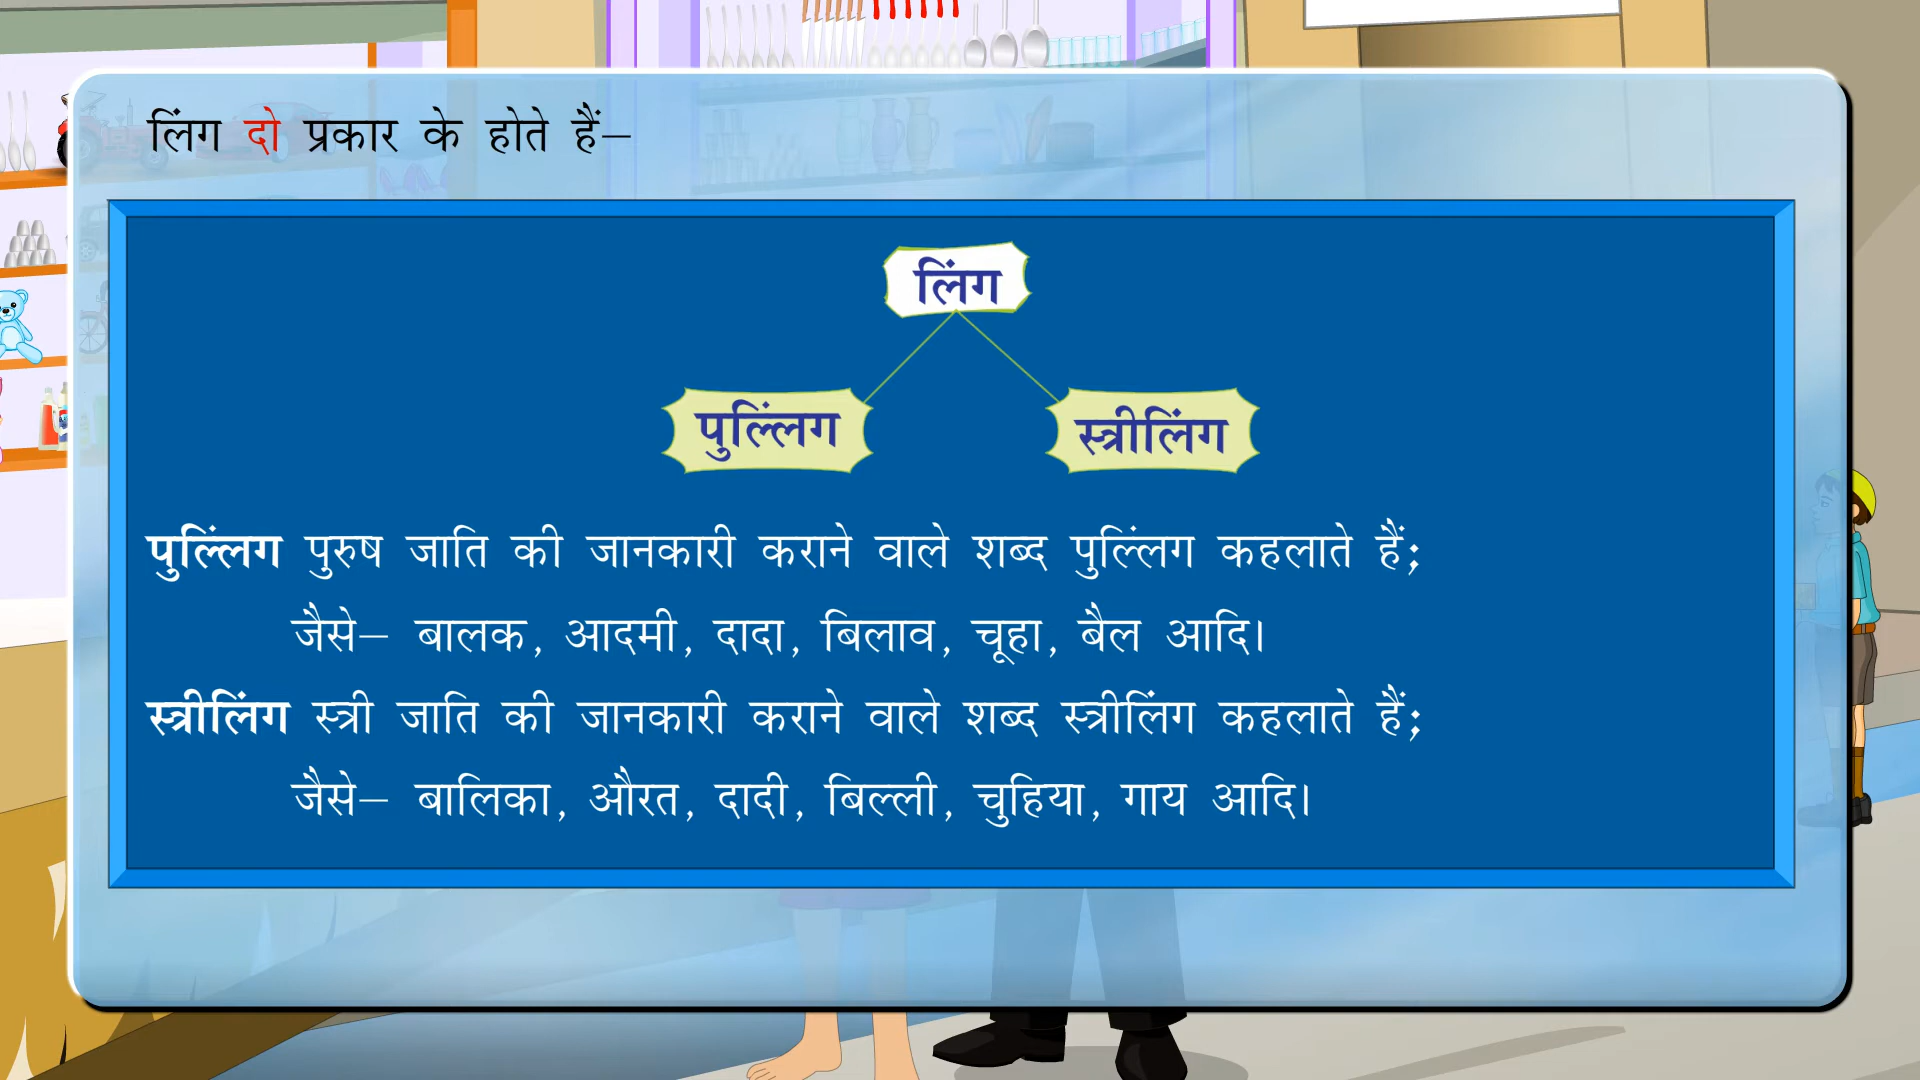 लिंग दो प्रकार के होते हैं–
लिंग
पुल्लिंग
स्त्रीलिंग
पुल्लिंग पुरुष जाति की जानकारी कराने वाले शब्द पुल्लिंग कहलाते हैं;
जैसे– बालक, आदमी, दादा, बिलाव, चूहा, बैल आदि।
स्त्रीलिंग स्त्री जाति की जानकारी कराने वाले शब्द स्त्रीलिंग कहलाते हैं;
जैसे– बालिका, औरत, दादी, बिल्ली, चुहिया, गाय आदि।